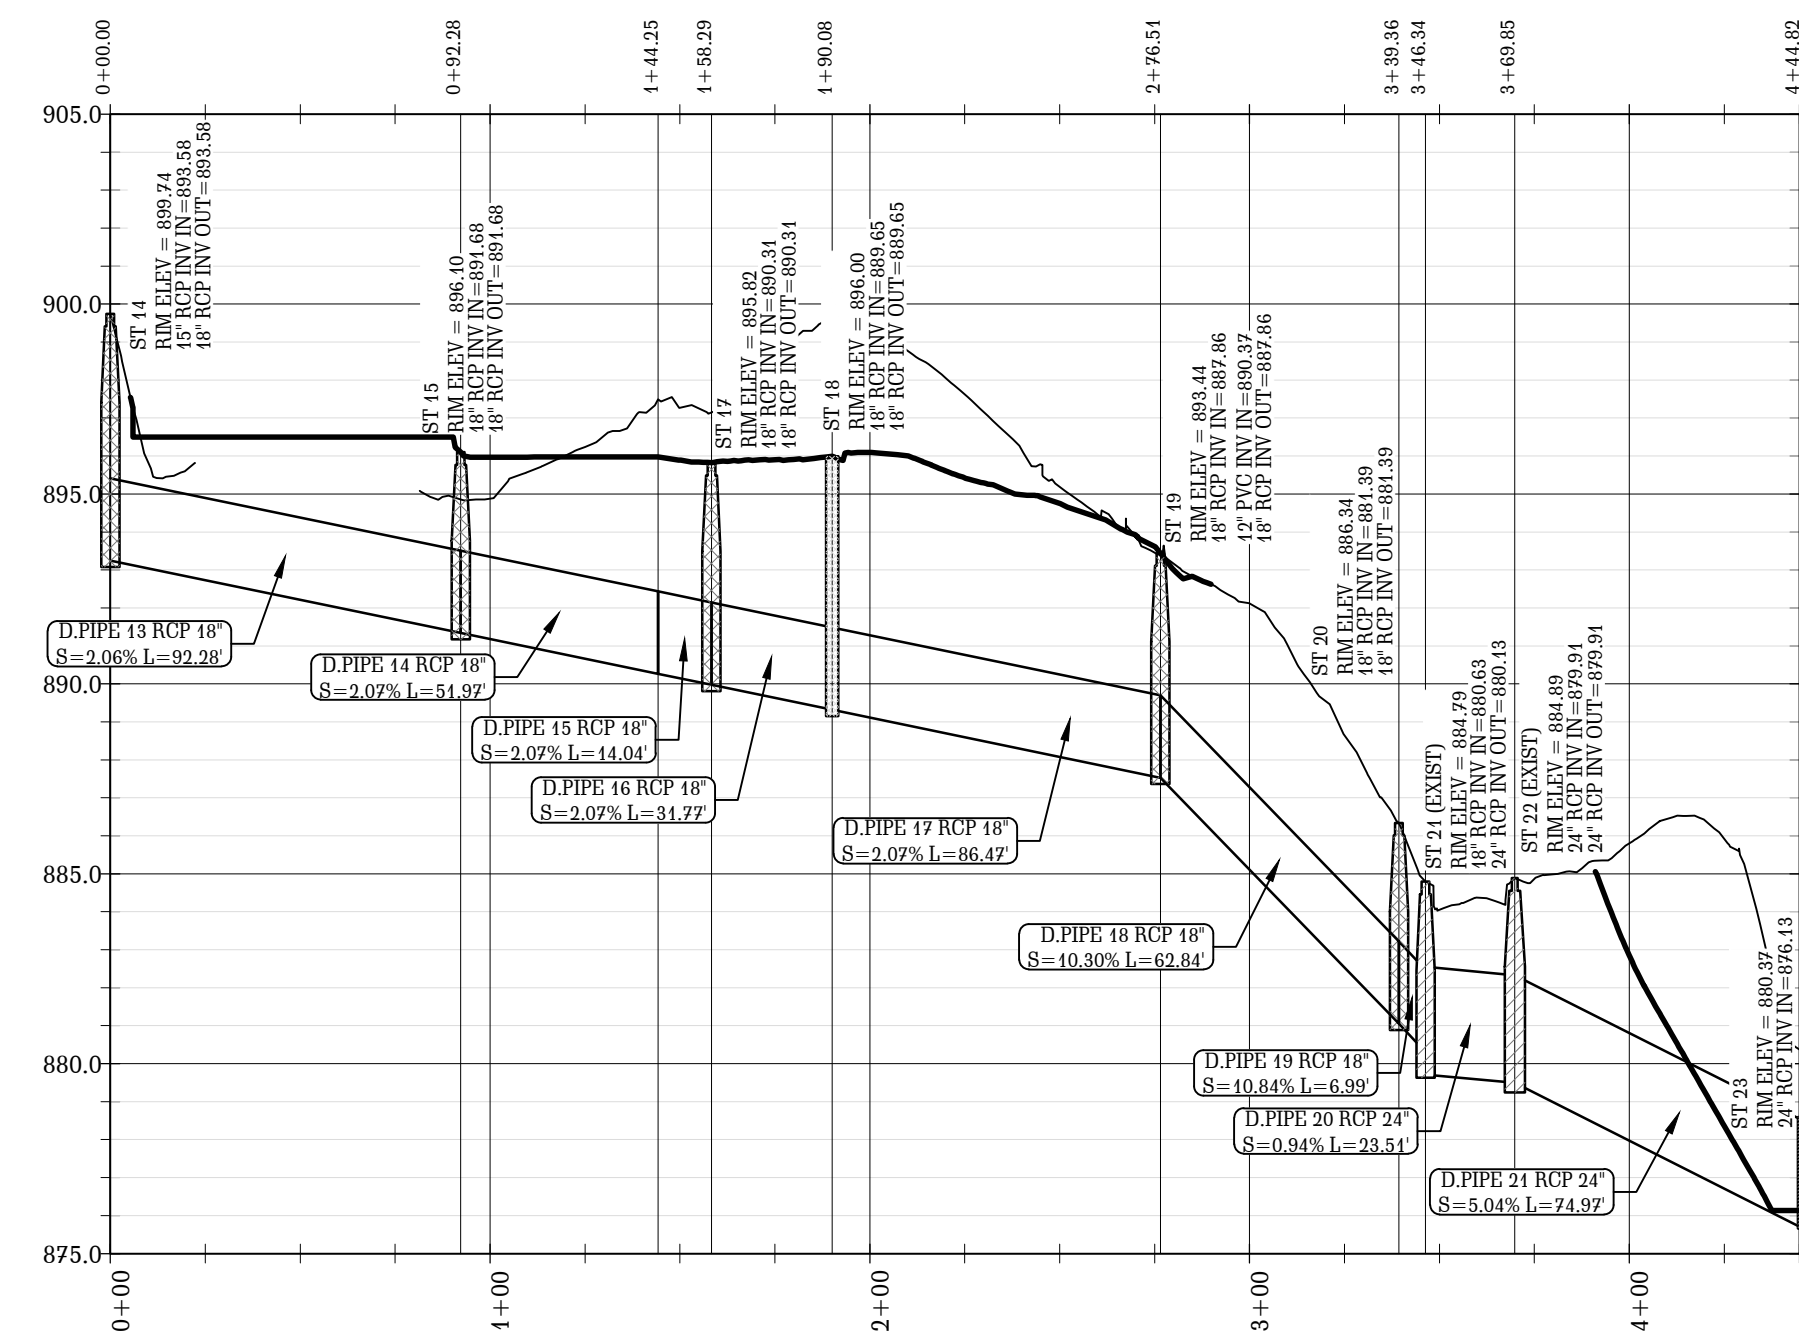 0+00.00
0+92.28
1+44.25
1+58.29
1+90.08
2+76.51
3+39.36
3+46.34
3+69.85
4+44.82
905.0
900.0
895.0
890.0
885.0
880.0
875.0
ST 14
RIM ELEV = 899.74
15" RCP INV IN=893.58
18" RCP INV OUT=893.58
ST 15
RIM ELEV = 896.10
18" RCP INV IN=891.68
18" RCP INV OUT=891.68
ST 17
RIM ELEV = 895.82
18" RCP INV IN=890.31
18" RCP INV OUT=890.31
ST 18
RIM ELEV = 896.00
18" RCP INV IN=889.65
18" RCP INV OUT=889.65
ST 19
RIM ELEV = 893.44
18" RCP INV IN=887.86
12" PVC INV IN=890.37
18" RCP INV OUT=887.86
ST 20
RIM ELEV = 886.34
18" RCP INV IN=881.39
18" RCP INV OUT=881.39
ST 21 (EXIST)
RIM ELEV = 884.79
18" RCP INV IN=880.63
24" RCP INV OUT=880.13
ST 22 (EXIST)
RIM ELEV = 884.89
24" RCP INV IN=879.91
24" RCP INV OUT=879.91
ST 23
RIM ELEV = 880.37
24" RCP INV IN=876.13
D.PIPE 13 RCP 18"
S=2.06% L=92.28'
D.PIPE 14 RCP 18"
S=2.07% L=51.97'
D.PIPE 15 RCP 18"
S=2.07% L=14.04'
D.PIPE 16 RCP 18"
S=2.07% L=31.77'
D.PIPE 17 RCP 18"
S=2.07% L=86.47'
D.PIPE 18 RCP 18"
S=10.30% L=62.84'
D.PIPE 19 RCP 18"
S=10.84% L=6.99'
D.PIPE 20 RCP 24"
S=0.94% L=23.51'
D.PIPE 21 RCP 24"
S=5.04% L=74.97'
0+00
1+00
2+00
3+00
4+00